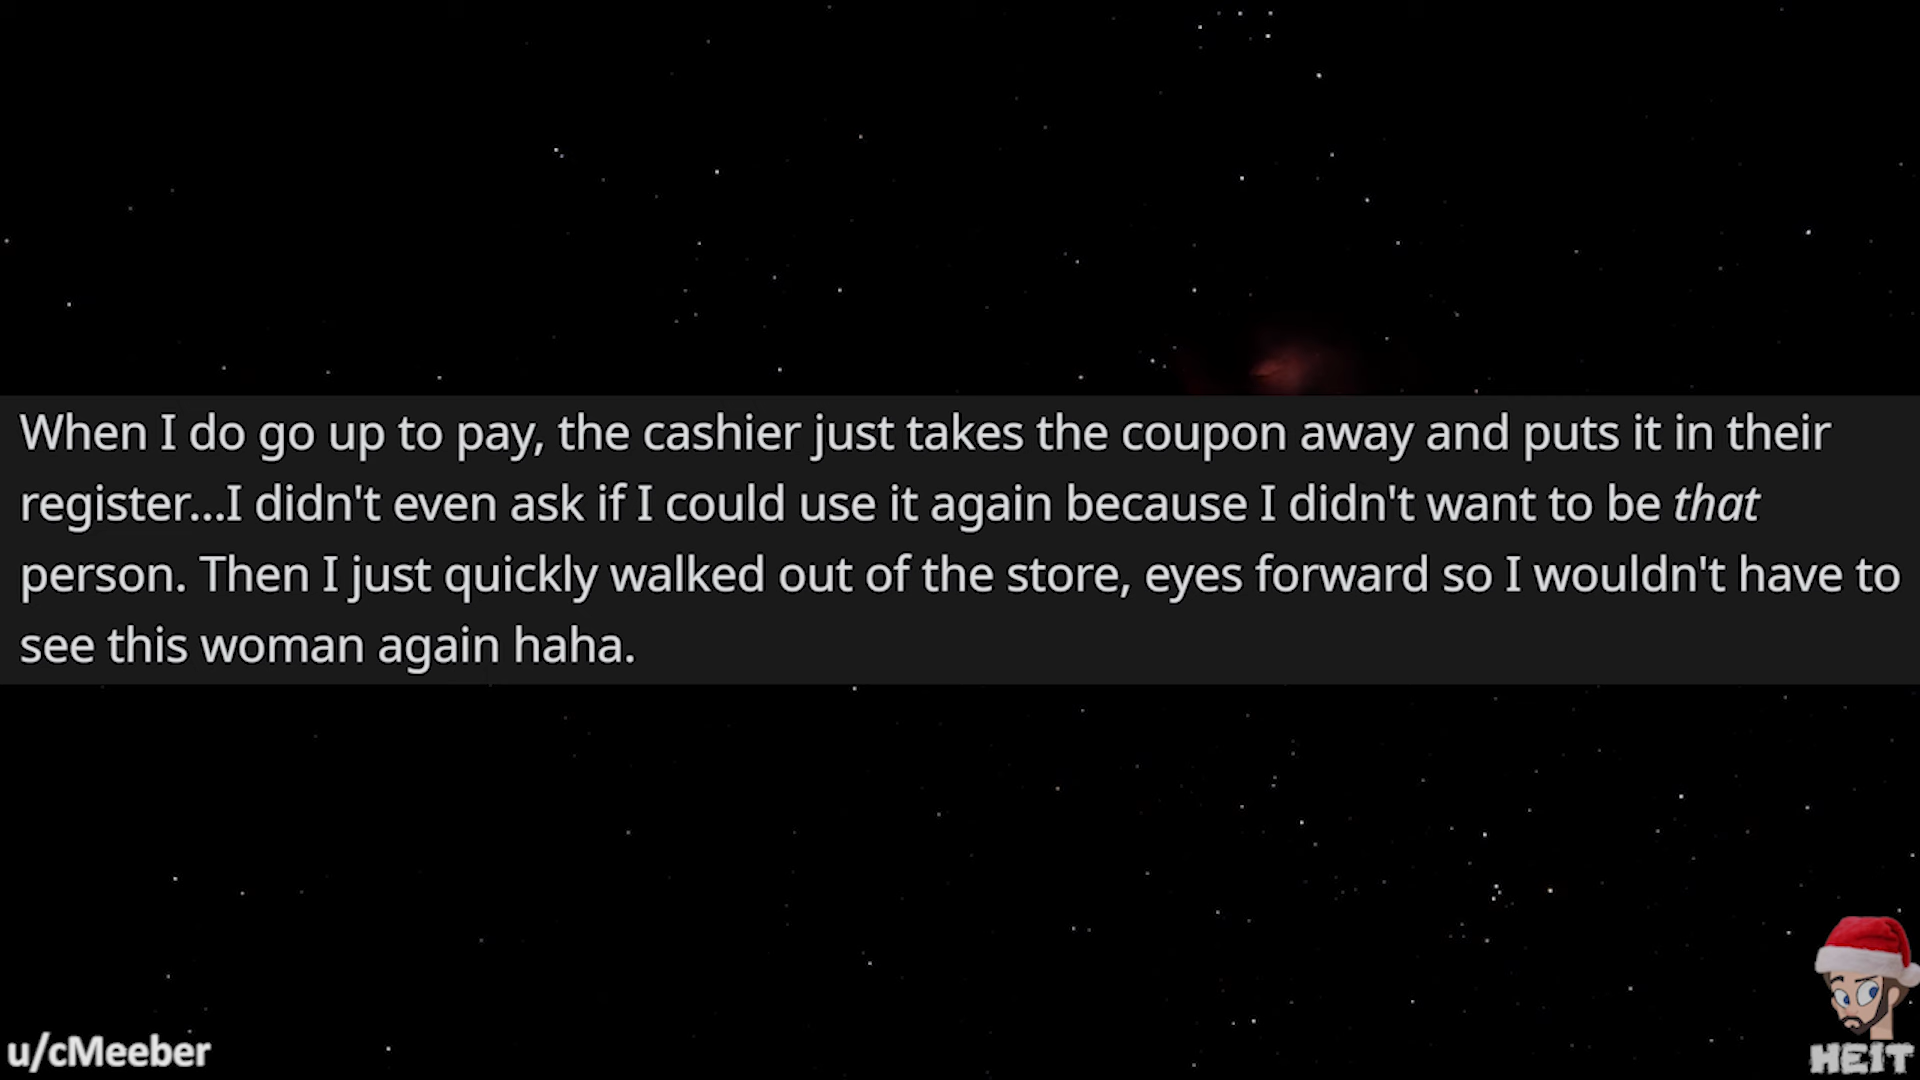 When I do go up to pay, the cashier just takes the coupon away and puts it in their
register...I didn't even ask if I could use it again because I didn't want to be that
person. Then I just quickly walked out of the store, eyes forward so I wouldn't have to
see this woman again haha.
u/cMeeber
HEIT